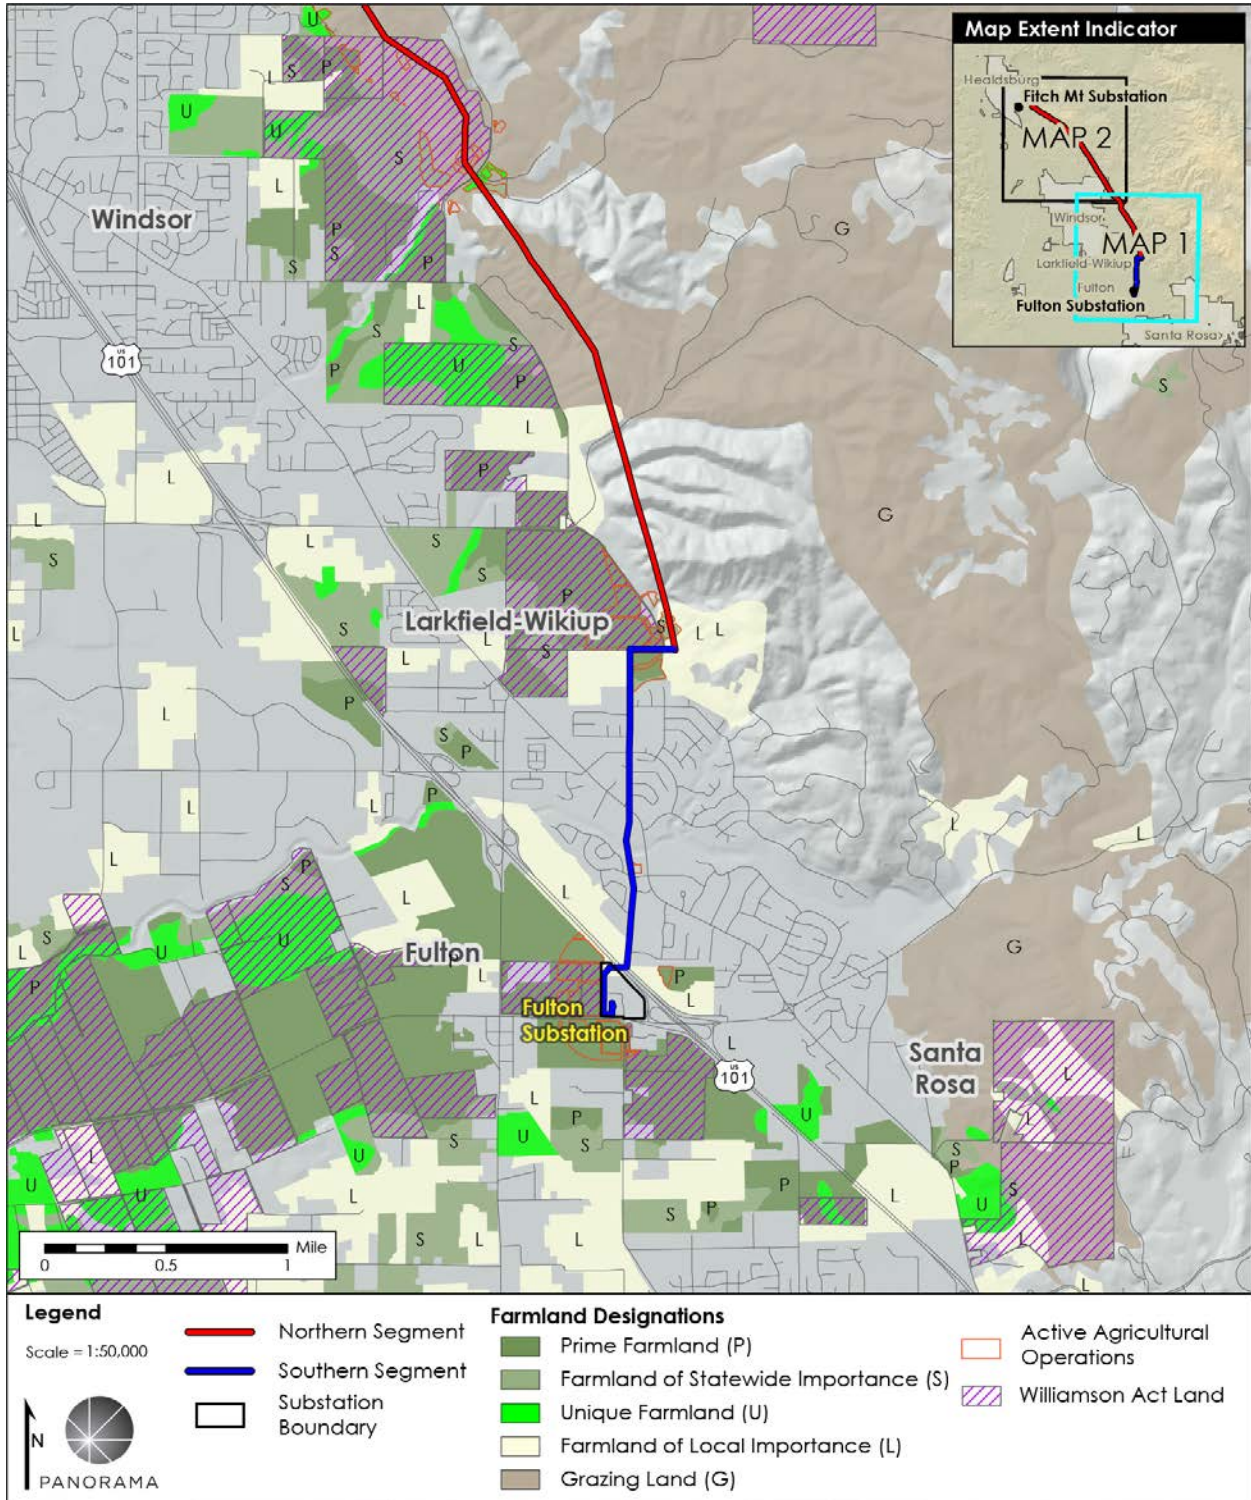 Map Extent Indicator
Healdsburg
Fitch Mt Substation
MAP 2
Windsor
MAP 1
Larkfield-Wikiup
Fulton
Fulton Substation
Santa Rosa
U
S
P
L
U
U
S
L
P
S
S
P
G
Windsor
S
S
U
P
P
S
US
101
L
P
L
G
L
S
L
S
P
S
Larkfield-Wikiup
S
L
L
L
L
S
L
S
P
L
S
P
P
L
L
L
L
L
P
S
L
L
U
S
L
U
P
Fulton
P
L
P
L
G
Fulton
Substation
L
US
101
Santa
Rosa
L
L
L
U
P
S
U
S
U
L
U
U
L
P
S
P
L
S
P
U
S
L
S
L
L
L
0 0.5 1 Mile
Legend
Scale = 1:50,000
N
PANORAMA
Northern Segment
Southern Segment
Substation
Boundary
Farmland Designations
Prime Farmland (P)
Farmland of Statewide Importance (S)
Unique Farmland (U)
Farmland of Local Importance (L)
Grazing Land (G)
Active Agricultural
Operations
Williamson Act Land